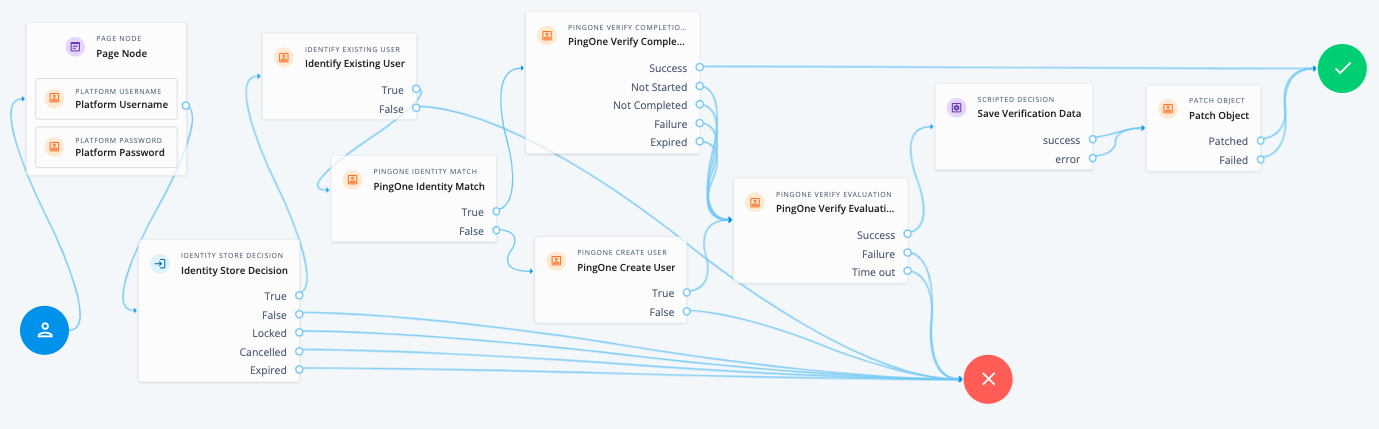 PAGE NODE
Page Node
PLATFORM USERNAME
Platform Username
PLATFORM PASSWORD
Platform Password
IDENTITY STORE DECISION
Identity Store Decision
True
False
Locked
Cancelled
Expired
IDENTIFY EXISTING USER
Identify Existing User
True
False
PINGONE IDENTITY MATCH
PingOne Identity Match
True
False
PINGONE VERIFY COMPLETIO...
PingOne Verify Comple...
Success
Not Started
Not Completed
Failure
Expired
PINGONE CREATE USER
PingOne Create User
True
False
PINGONE VERIFY EVALUATION
PingOne Verify Evaluati...
Success
Failure
Time out
SCRIPTED DECISION
Save Verification Data
success
error
PATCH OBJECT
Patch Object
Patched
Failed